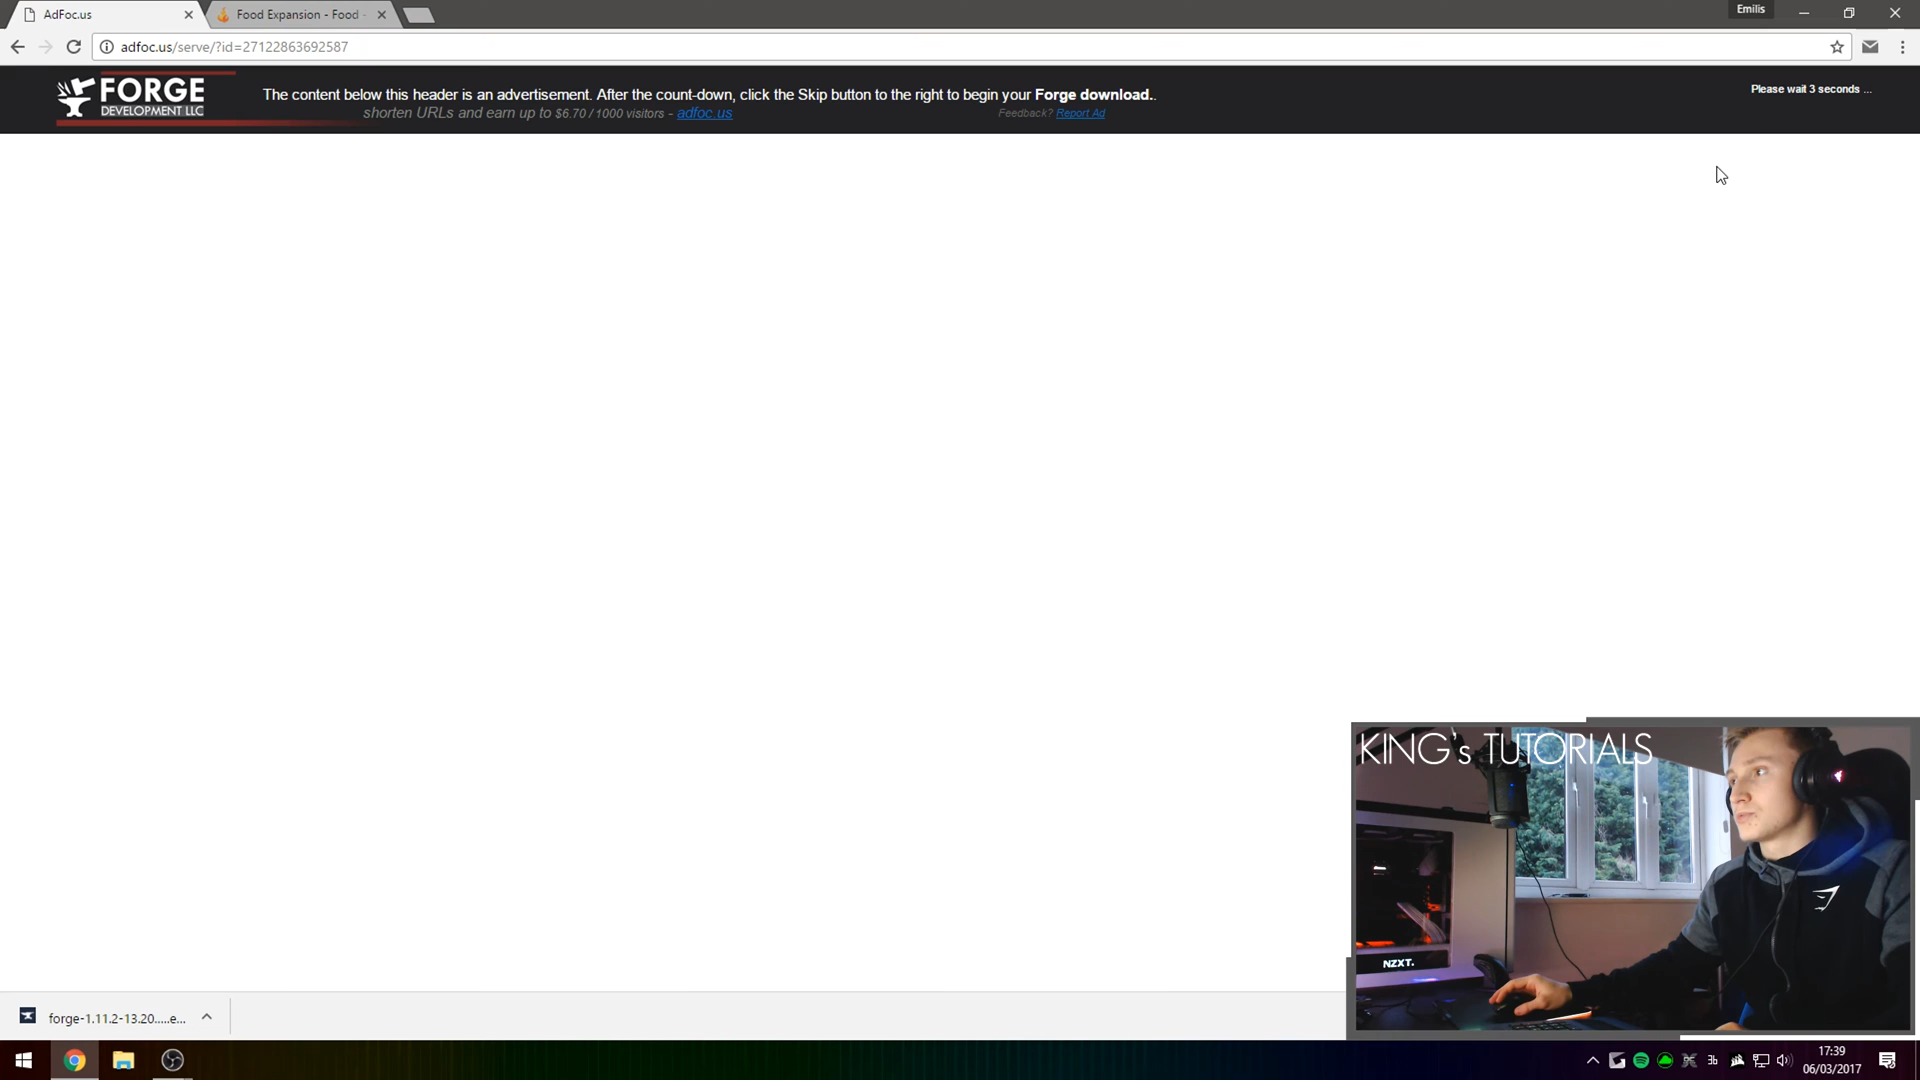 AdFoc.us
Food Expansion - Food -
Emilis
adfoc.us/serve/?id=27122863692587
FORGE
DEVELOPMENT LLC
The content below this header is an advertisement. After the count-down, click the Skip button to the right to begin your Forge download..
Please wait 3 seconds ...
shorten URLs and earn up to $6.70 / 1000 visitors - adfoc.us
Feedback? Report Ad
KING's TUTORIALS
NZXT.
forge-1.11.2-13.20.....e...
17:39
06/03/2017